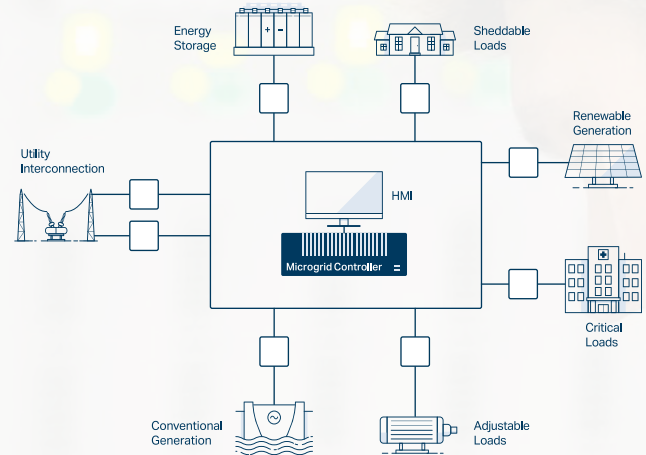 Energy
Storage
Sheddable
Loads
Renewable
Generation
Utility
Interconnection
HMI
Microgrid Controller
Critical
Loads
Conventional
Generation
Adjustable
Loads